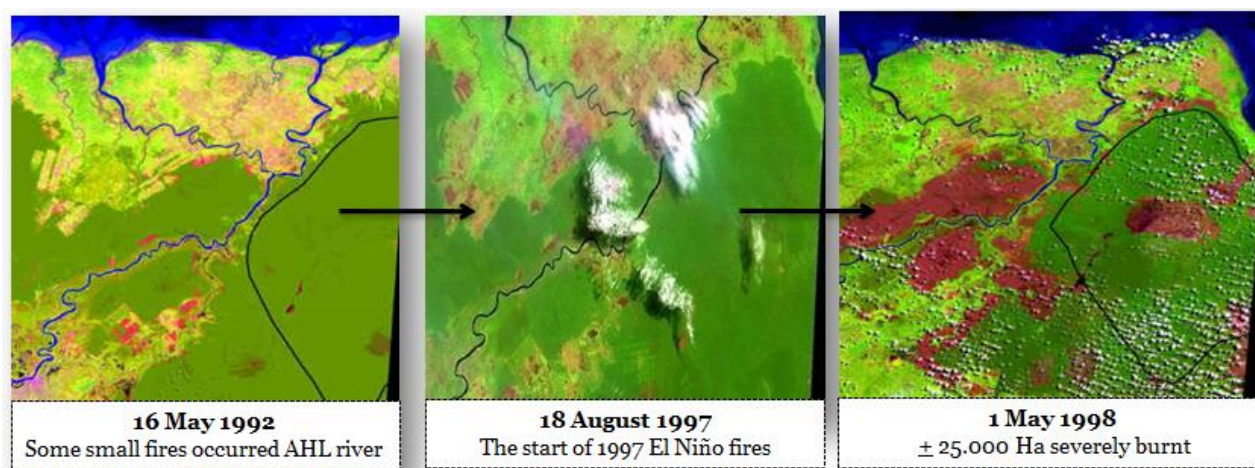 16 May 1992
Some small fires occurred AHL river
18 August 1997
The start of 1997 El Niño fires
1 May 1998
± 25.000 Ha severely burnt